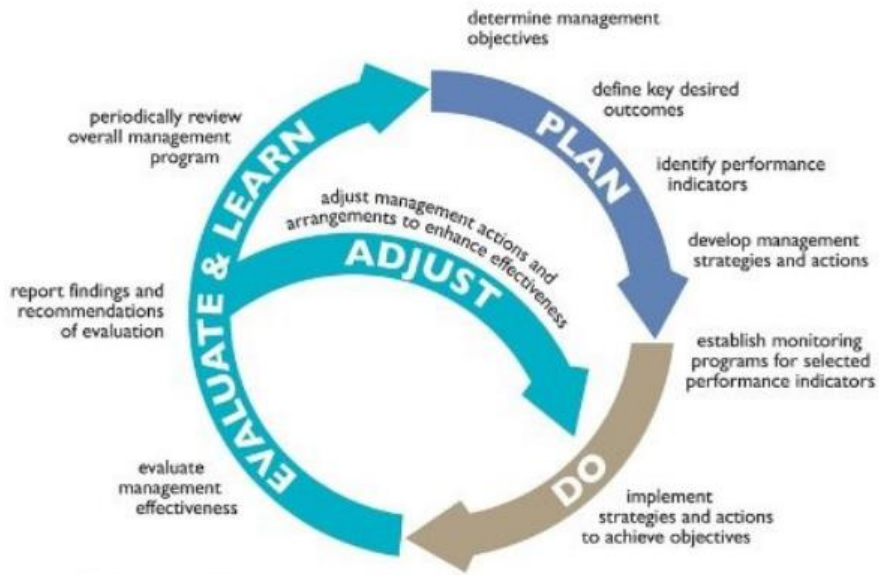 determine management
objectives
define key desired
outcomes
PLAN
identify performance
indicators
develop management
strategies and actions
establish monitoring
programs for selected
performance indicators
DO
implement
strategies and actions
to achieve objectives
evaluate
management
effectiveness
EVALUATE & LEARN
report findings and
recommendations
of evaluation
periodically review
overall management
program
adjust management actions and
arrangements to enhance effectiveness
ADJUST